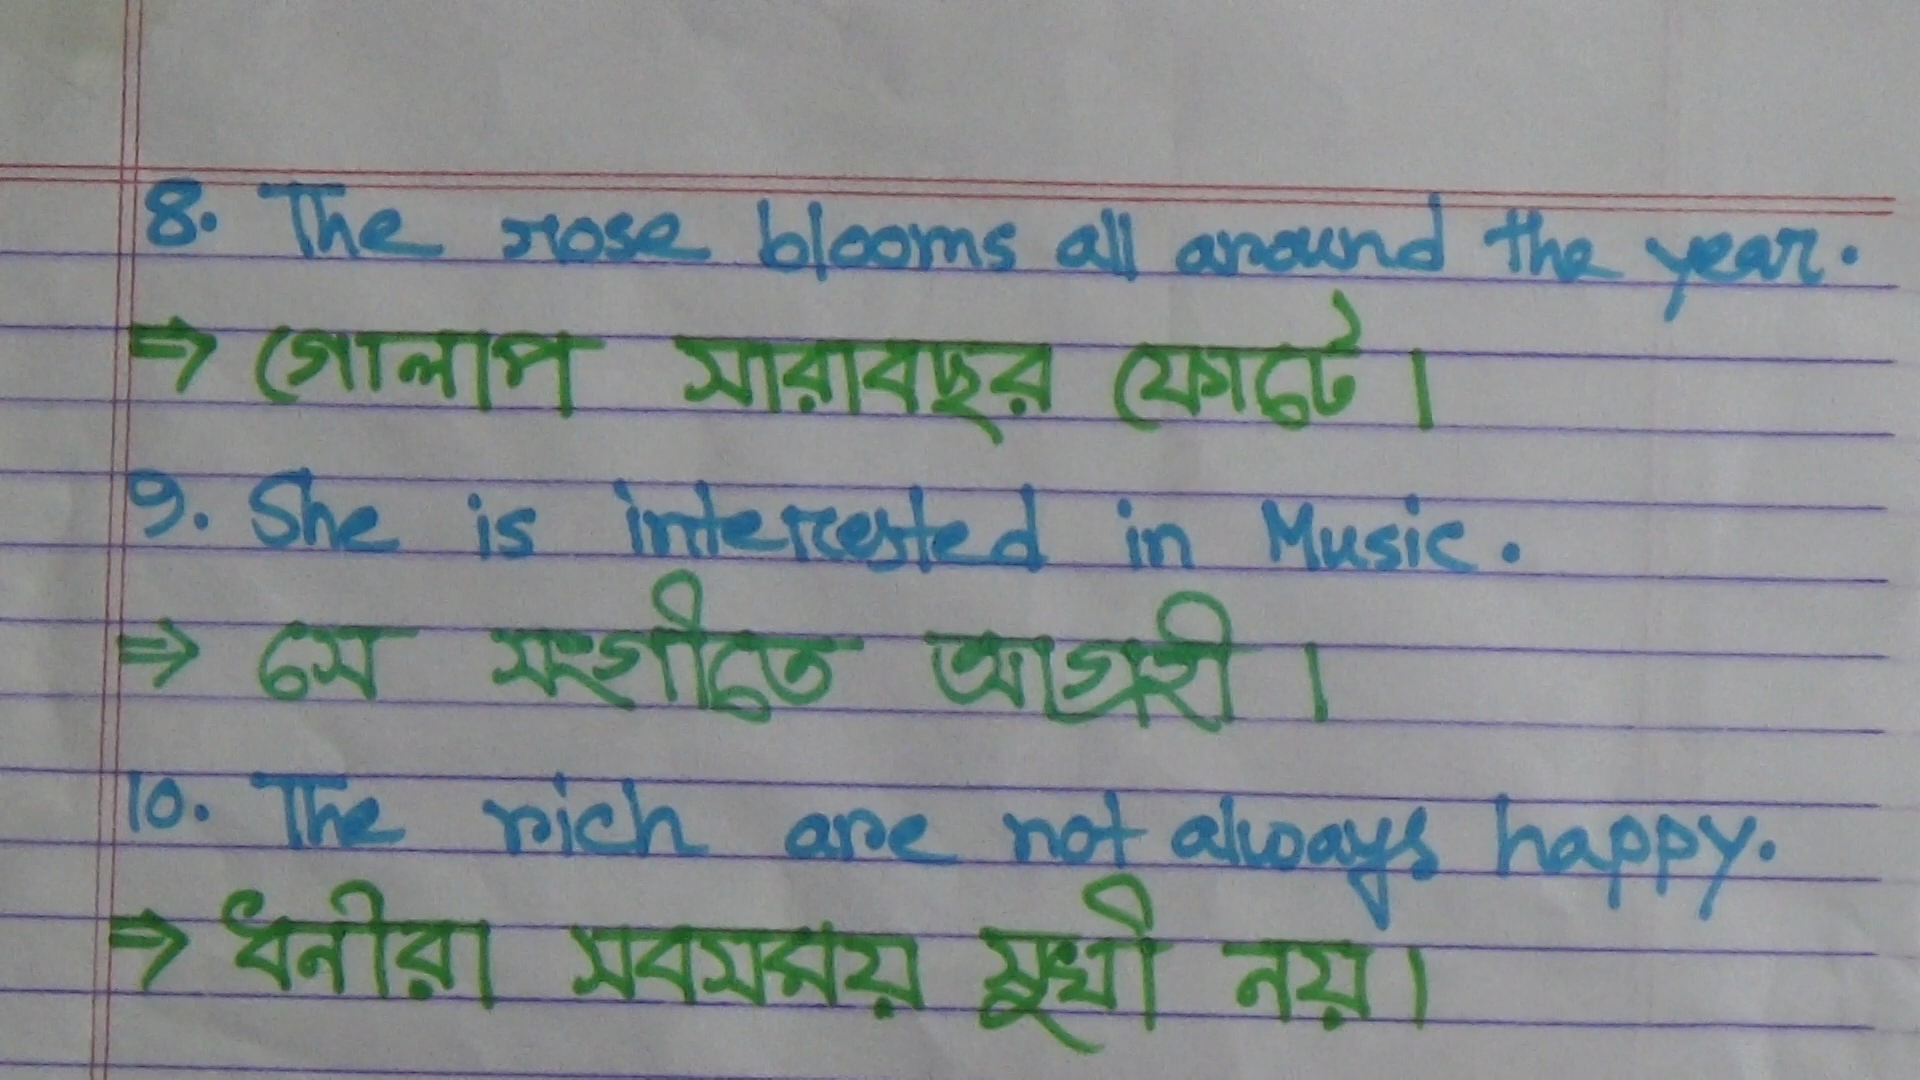 8. The rose blooms all around the year.
⇒ গোলাপ সারাবছর ফোটে।
9. She is interested in Music.
⇒ সে সংগীতে আগ্রহী।
10. The rich are not always happy.
⇒ ধনীরা সবসময় সুখী নয়।